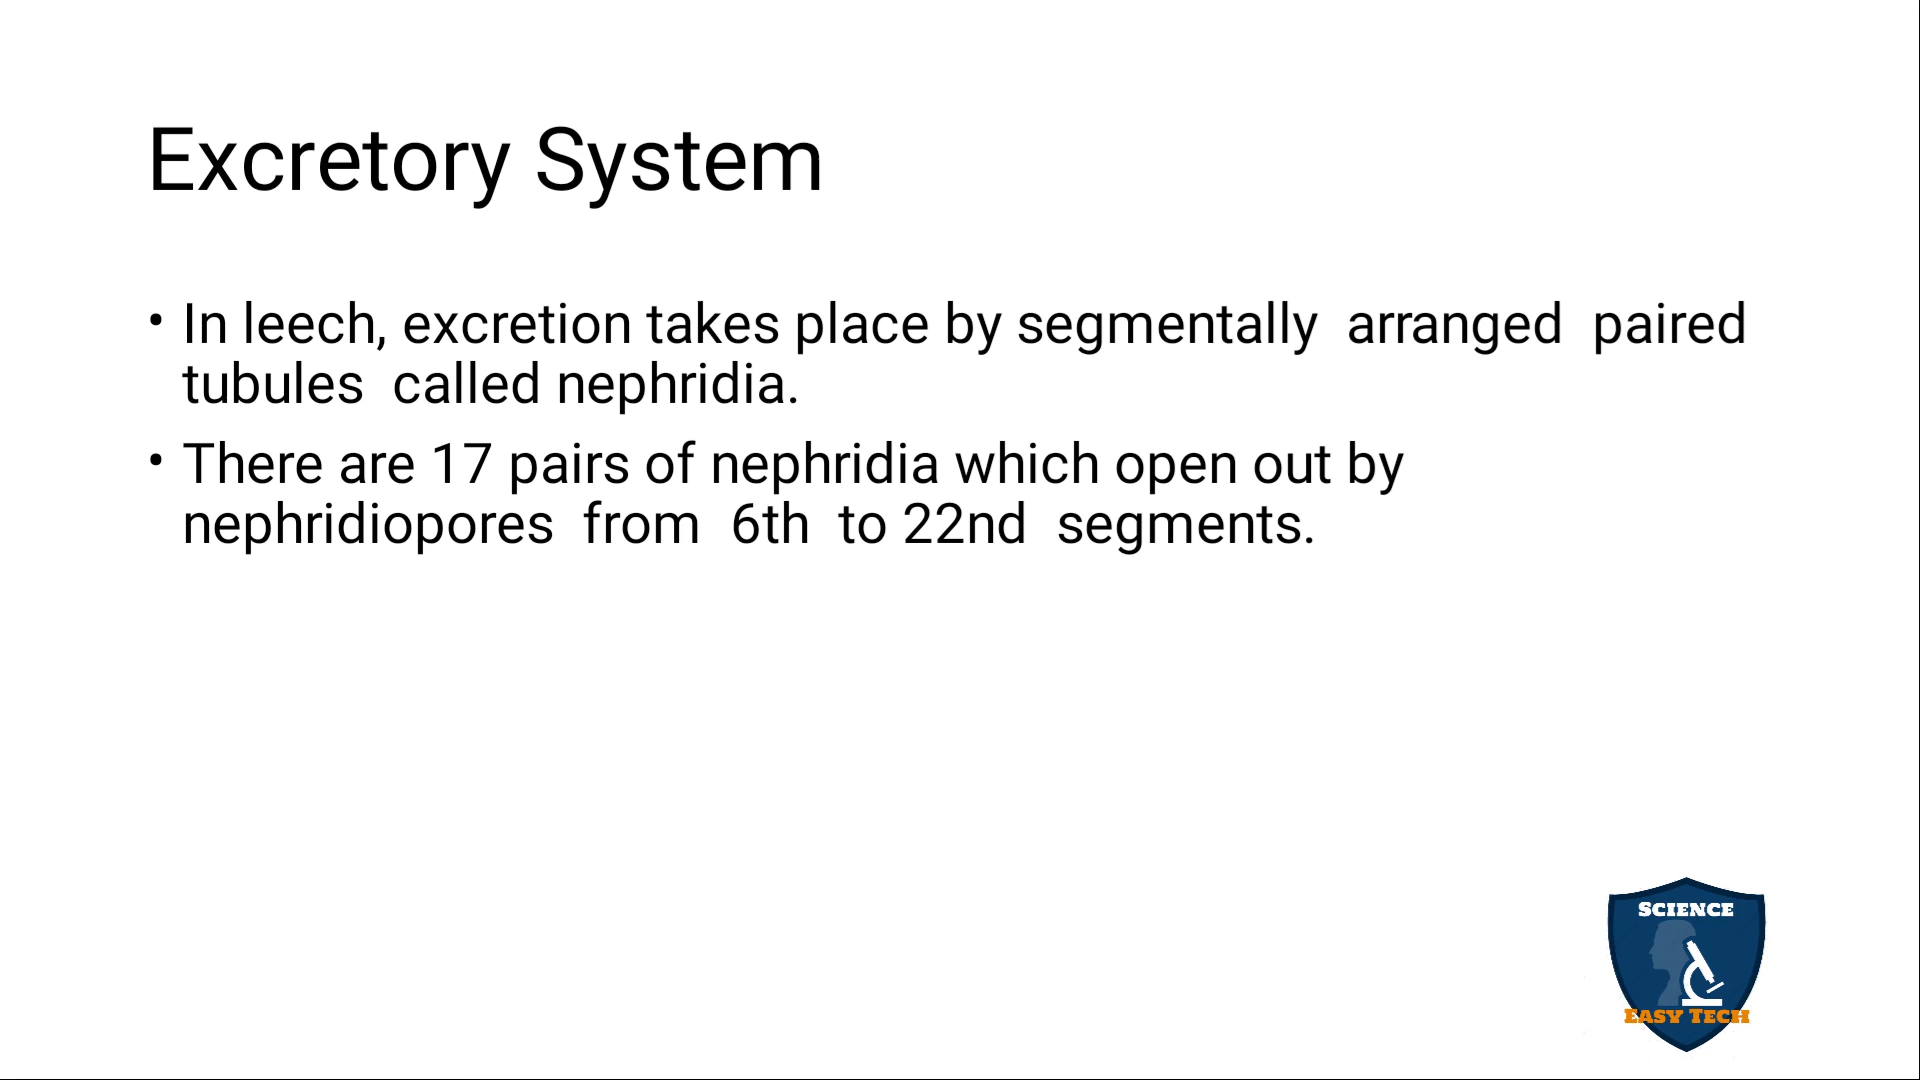 Excretory System
• In leech, excretion takes place by segmentally  arranged  paired
tubules  called nephridia.
• There are 17 pairs of nephridia which open out by
nephridiopores  from  6th  to 22nd  segments.
SCIENCE
EASY TECH